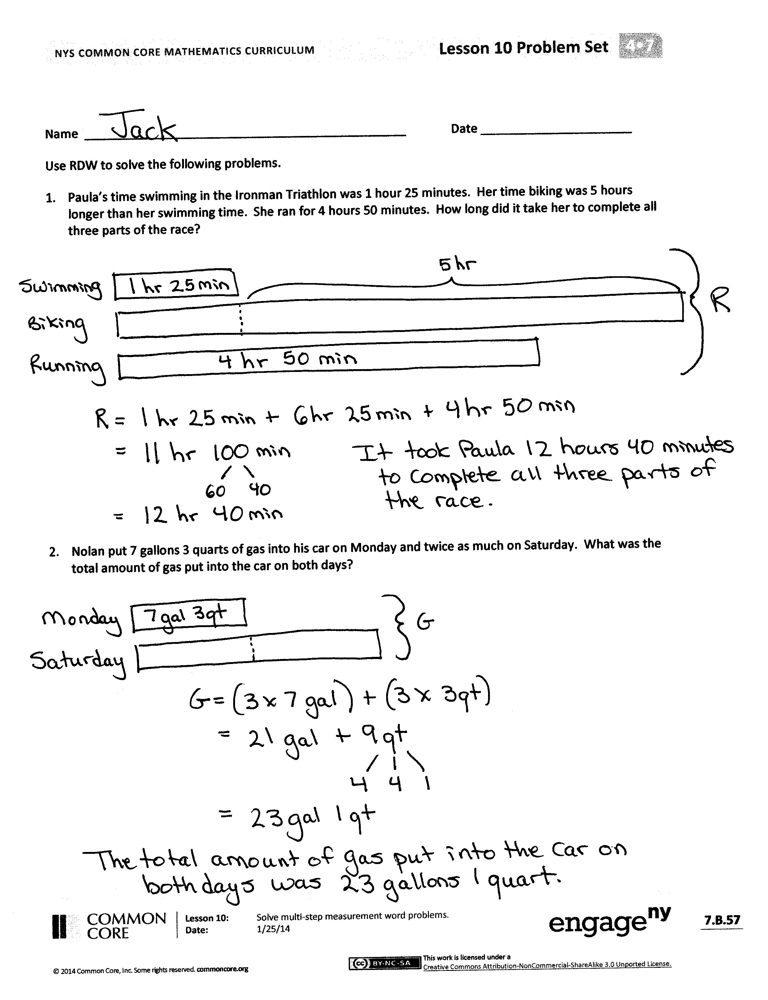 NYS COMMON CORE MATHEMATICS CURRICULUM
Lesson 10 Problem Set 4•7
Name Jack
Date
Use RDW to solve the following problems.
1. Paula's time swimming in the Ironman Triathlon was 1 hour 25 minutes. Her time biking was 5 hours
longer than her swimming time. She ran for 4 hours 50 minutes. How long did it take her to complete all
three parts of the race?
5 hr
Swimming 1 hr 25 min
R
Biking
Running 4 hr 50 min
R = 1 hr 25 min + 6 hr 25 min + 4 hr 50 min
= 11 hr 100 min
60 40
= 12 hr 40 min
It took Paula 12 hours 40 minutes
to complete all three parts of
the race.
2. Nolan put 7 gallons 3 quarts of gas into his car on Monday and twice as much on Saturday. What was the
total amount of gas put into the car on both days?
Monday 7 gal 3 qt
G
Saturday
G = (3 x 7 gal) + (3 x 3 qt)
= 21 gal + 9 qt
4 4 1
= 23 gal 1 qt
The total amount of gas put into the car on
both days was 23 gallons 1 quart.
COMMON
CORE
Lesson 10: Solve multi-step measurement word problems.
Date: 1/25/14
engageny
7.B.57
© 2014 Common Core, Inc. Some rights reserved. commoncore.org
(cc) BY-NC-SA
This work is licensed under a
Creative Commons Attribution-NonCommercial-ShareAlike 3.0 Unported License.